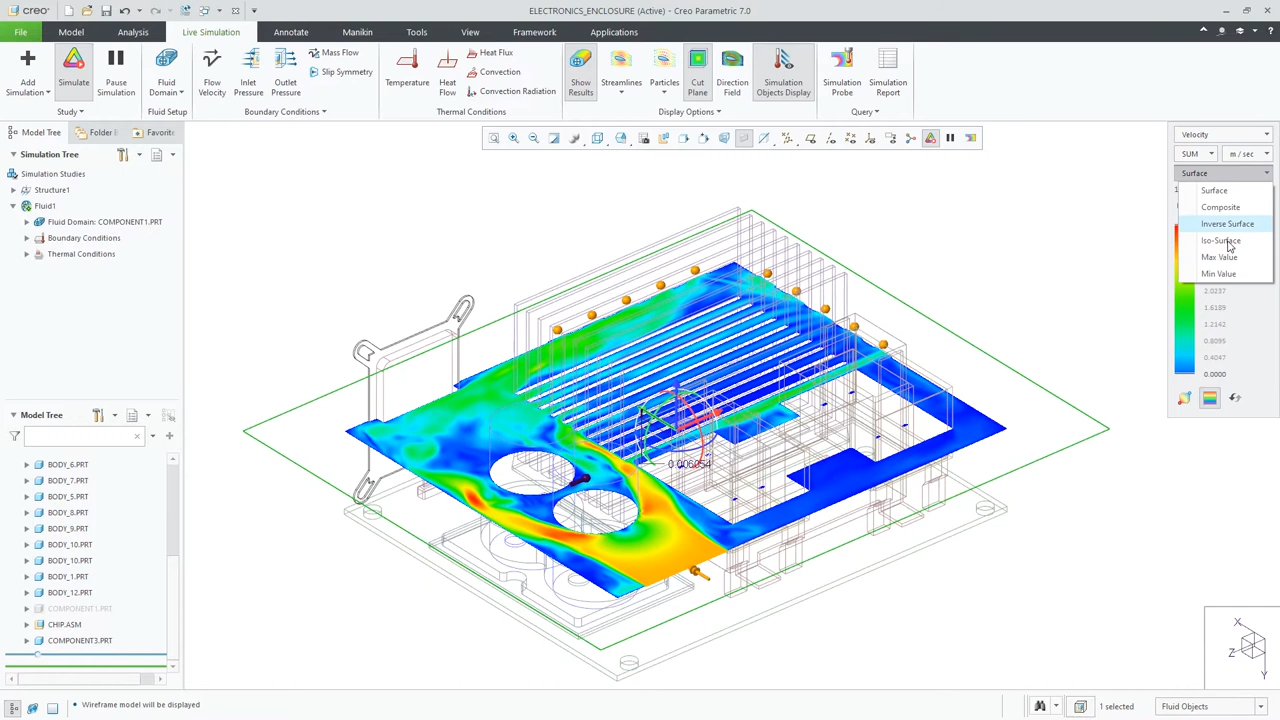 creo
ELECTRONICS_ENCLOSURE (Active) - Creo Parametric 7.0
File
Model
Analysis
Live Simulation
Annotate
Manikin
Tools
View
Framework
Applications
Add
Simulation
Simulate
Pause
Simulation
Study
Fluid
Domain
Fluid Setup
Flow
Velocity
Inlet
Pressure
Outlet
Pressure
Mass Flow
Slip Symmetry
Boundary Conditions
Temperature
Heat
Flow
Heat Flux
Convection
Convection Radiation
Thermal Conditions
Show
Results
Streamlines
Particles
Cut
Plane
Direction
Field
Simulation
Objects Display
Display Options
Simulation
Probe
Simulation
Report
Query
Model Tree
Folder
Favorite
Simulation Tree
Simulation Studies
Structure1
Fluid1
Fluid Domain: COMPONENT1.PRT
Boundary Conditions
Thermal Conditions
Model Tree
BODY_6.PRT
BODY_7.PRT
BODY_5.PRT
BODY_8.PRT
BODY_9.PRT
BODY_10.PRT
BODY_10.PRT
BODY_1.PRT
BODY_12.PRT
COMPONENT1.PRT
CHIP.ASM
COMPONENT3.PRT
0.006054
Velocity
SUM
m / sec
Surface
Surface
Composite
Inverse Surface
Iso-Surface
Max Value
Min Value
2.0237
1.6189
1.2142
0.8095
0.4047
0.0000
X
Z
Y
Wireframe model will be displayed
1 selected
Fluid Objects